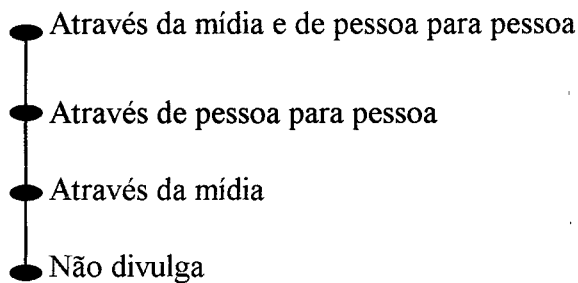 Através da mídia e de pessoa para pessoa
Através de pessoa para pessoa
Através da mídia
Não divulga